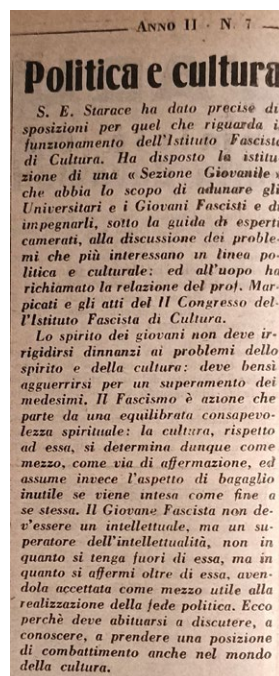 ANNO II - N. 7
Politica e cultura
S. E. Starace ha dato precise di
sposizioni per quel che riguarda i
funzionamento dell'Istituto Fascist
di Cultura. Ha disposto la istitu
zione di una « Sezione Giovanile »
che abbia lo scopo di adunare gli
Universitari e i Giovani Fascisti e di
impegnarli, sotto la guida di esperti
camerati, alla discussione dei proble-
mi che più interessano in linea po-
litica e culturale: ed all'uopo ha
richiamato la relazione del prof. Mar-
picati e gli atti del II Congresso del-
l'Istituto Fascista di Cultura.
Lo spirito dei giovani non deve ir-
rigidirsi dinnanzi ai problemi dello
spirito e della cultura: deve bensì
agguerrirsi per un superamento dei
medesimi. Il Fascismo è azione che
parte da una equilibrata consapevo-
lezza spirituale: la cultura, rispetto
ad essa, si determina dunque come
mezzo, come via di affermazione, ed
assume invece l'aspetto di bagaglio
inutile se viene intesa come fine a
se stessa. Il Giovane Fascista non de-
v'essere un intellettuale, ma un su-
peratore dell'intellettualità, non in
quanto si tenga fuori di essa, ma in
quanto si affermi oltre di essa, aven-
dola accettata come mezzo utile alla
realizzazione della fede politica. Ecco
perchè deve abituarsi a discutere, a
conoscere, a prendere una posizione
di combattimento anche nel mondo
della cultura.